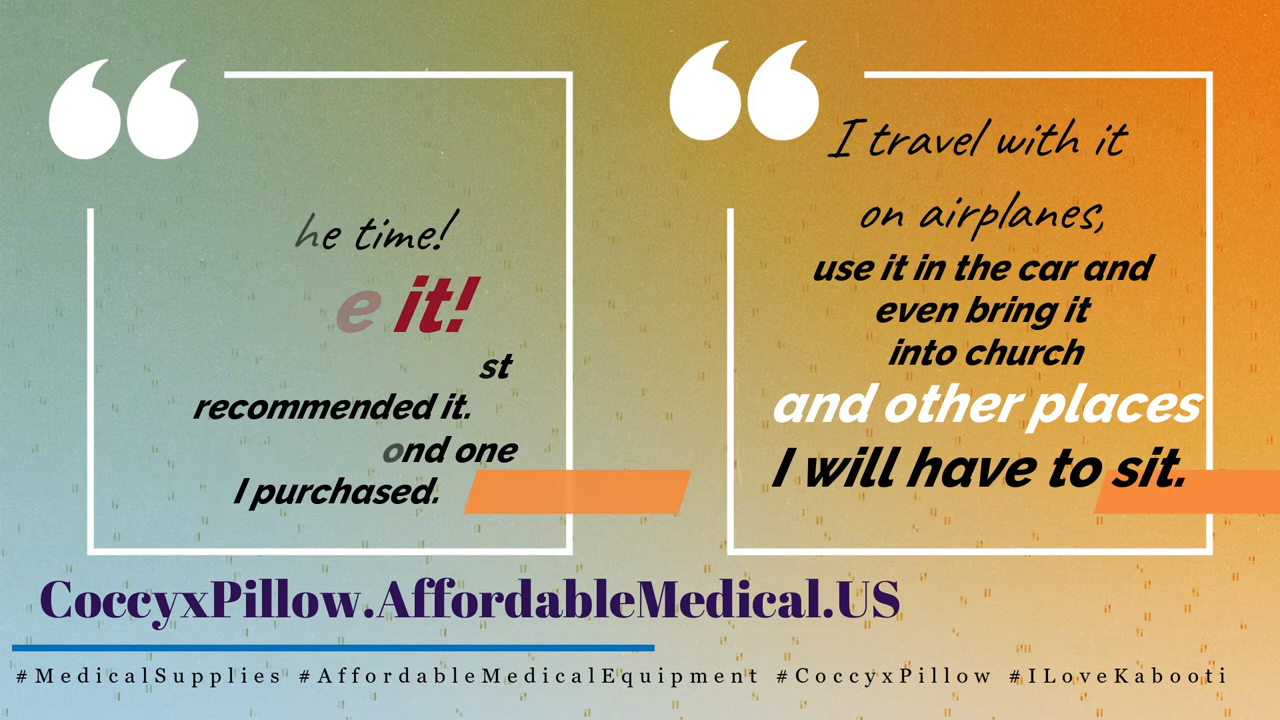 he time!
e it!
st
recommended it.
ond one
I purchased.
I travel with it
on airplanes,
use it in the car and
even bring it
into church
and other places
I will have to sit.
CoccyxPillow.AffordableMedical.US
#MedicalSupplies #AffordableMedicalEquipment #CoccyxPillow #ILoveKabooti